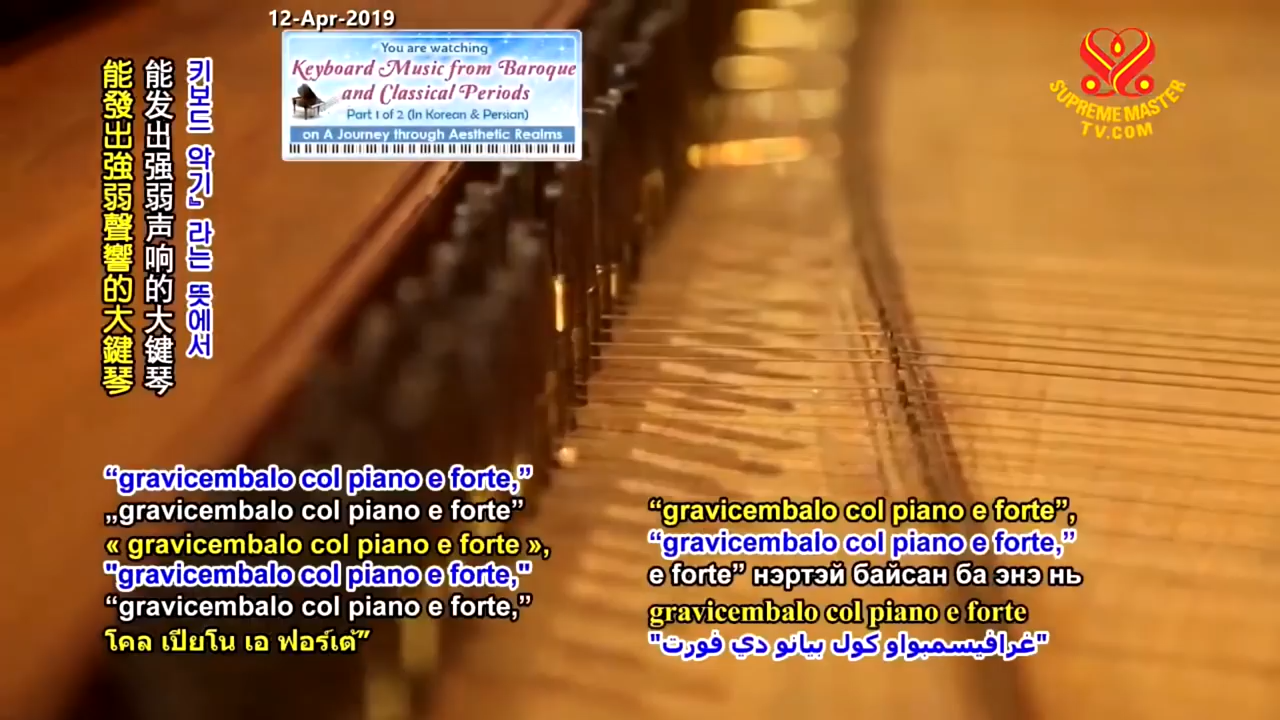 12-Apr-2019
You are watching
Keyboard Music from Baroque
and Classical Periods
Part 1 of 2 (In Korean & Persian)
on A Journey through Aesthetic Realms
SUPREME MASTER
TV.COM
키보드 악기』 라는 뜻에서
能发出强弱声响的大键琴
能發出強弱聲響的大鍵琴
“gravicembalo col piano e forte,”
„gravicembalo col piano e forte”
« gravicembalo col piano e forte »,
"gravicembalo col piano e forte,"
“gravicembalo col piano e forte,”
โคล เปียโน เอ ฟอร์เต้”
“gravicembalo col piano e forte”,
“gravicembalo col piano e forte,”
e forte” нэртэй байсан ба энэ нь
gravicembalo col piano e forte
"غرافيسمبواو كول بيانو دي فورت"